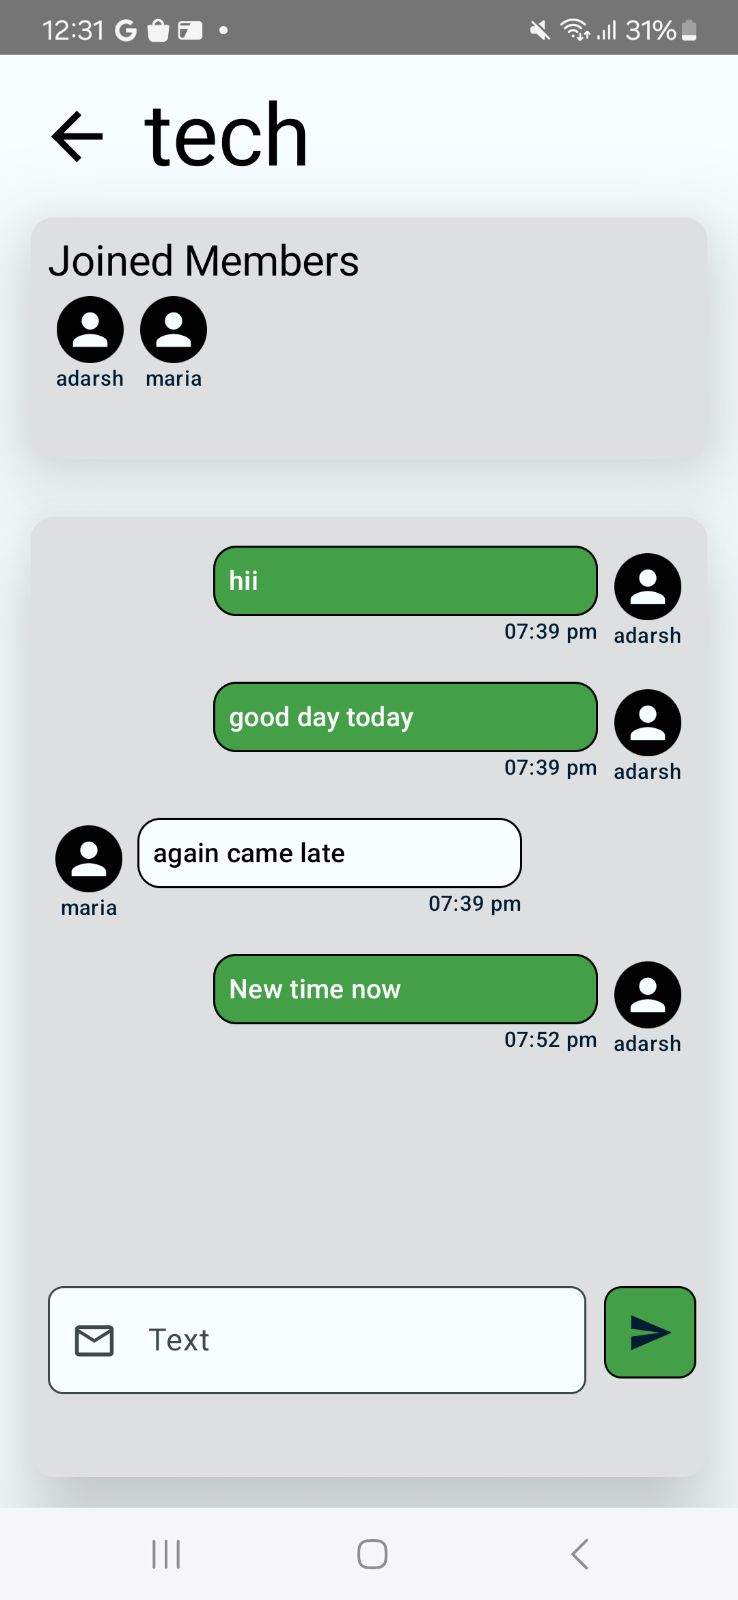 12:31 G 31%
tech
Joined Members
adarsh maria
hii
07:39 pm adarsh
good day today
07:39 pm adarsh
again came late
maria 07:39 pm
New time now
07:52 pm adarsh
Text